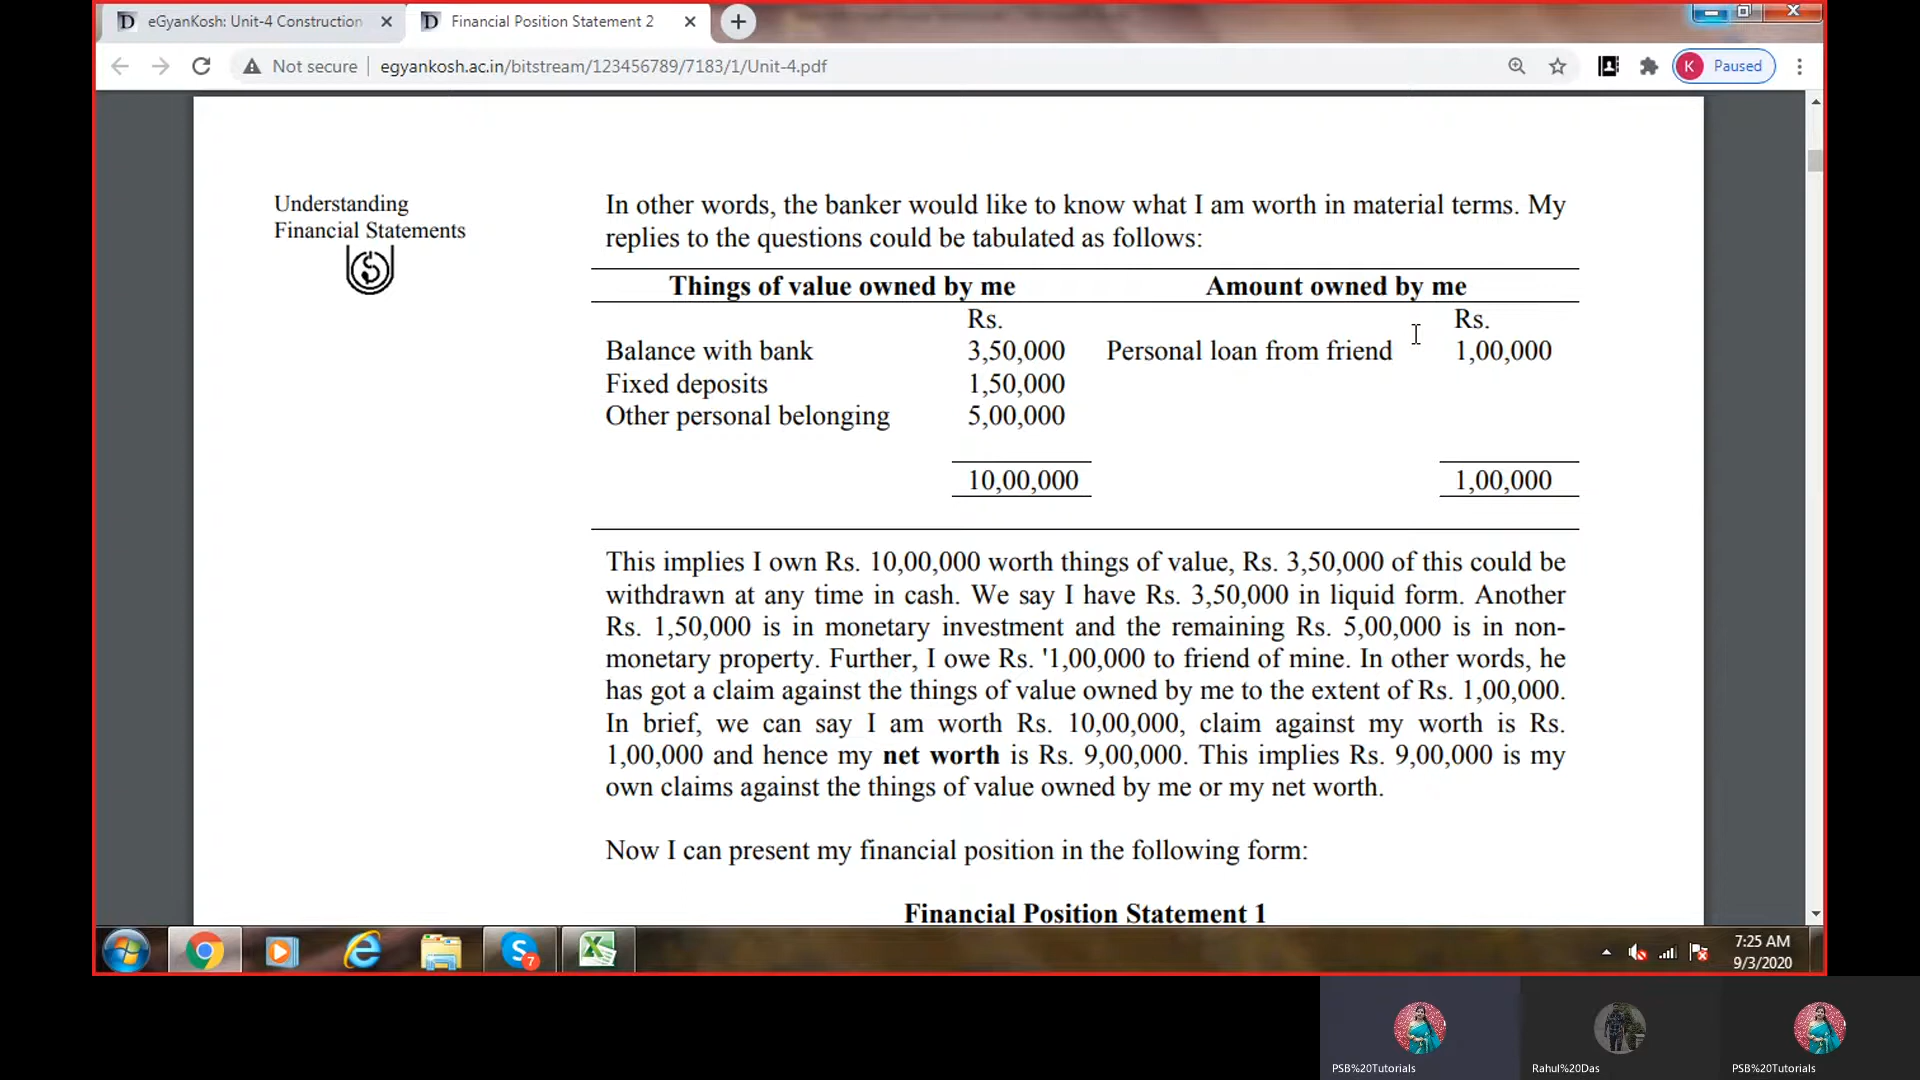 eGyanKosh: Unit-4 Construction
Financial Position Statement 2
Not secure
egyankosh.ac.in/bitstream/123456789/7183/1/Unit-4.pdf
K
Paused
Understanding
Financial Statements
In other words, the banker would like to know what I am worth in material terms. My
replies to the questions could be tabulated as follows:
Things of value owned by me Amount owned by me
Rs. Rs.
Balance with bank 3,50,000 Personal loan from friend 1,00,000
Fixed deposits 1,50,000
Other personal belonging 5,00,000
10,00,000 1,00,000
This implies I own Rs. 10,00,000 worth things of value, Rs. 3,50,000 of this could be
withdrawn at any time in cash. We say I have Rs. 3,50,000 in liquid form. Another
Rs. 1,50,000 is in monetary investment and the remaining Rs. 5,00,000 is in non-
monetary property. Further, I owe Rs. '1,00,000 to friend of mine. In other words, he
has got a claim against the things of value owned by me to the extent of Rs. 1,00,000.
In brief, we can say I am worth Rs. 10,00,000, claim against my worth is Rs.
1,00,000 and hence my net worth is Rs. 9,00,000. This implies Rs. 9,00,000 is my
own claims against the things of value owned by me or my net worth.
Now I can present my financial position in the following form:
Financial Position Statement 1
7
7:25 AM
9/3/2020
PSB%20Tutorials
Rahul%20Das
PSB%20Tutorials